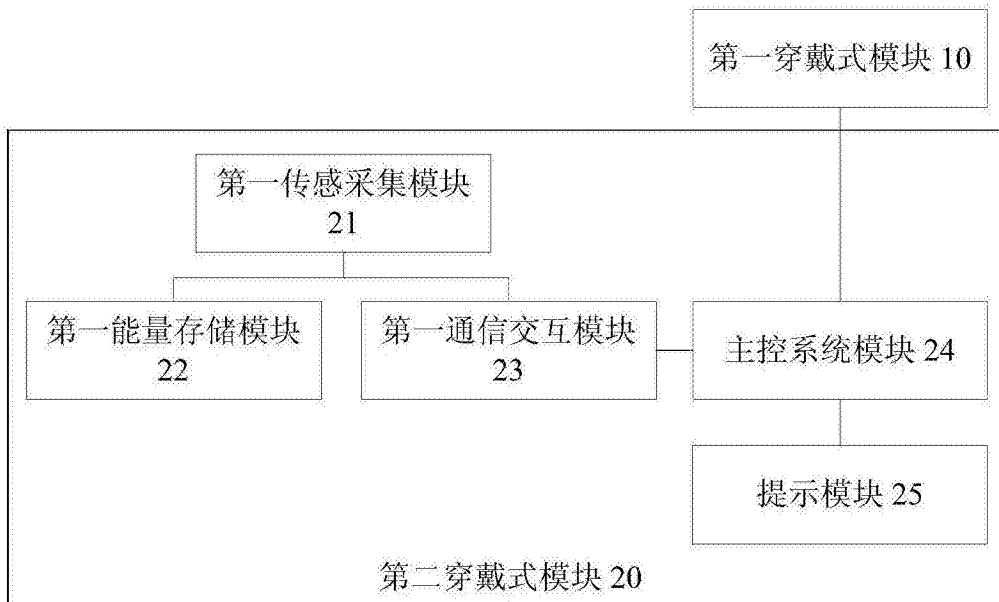 第一穿戴式模块 10
第一传感采集模块
21
第一能量存储模块
22
第一通信交互模块
23
主控系统模块 24
提示模块 25
第二穿戴式模块 20